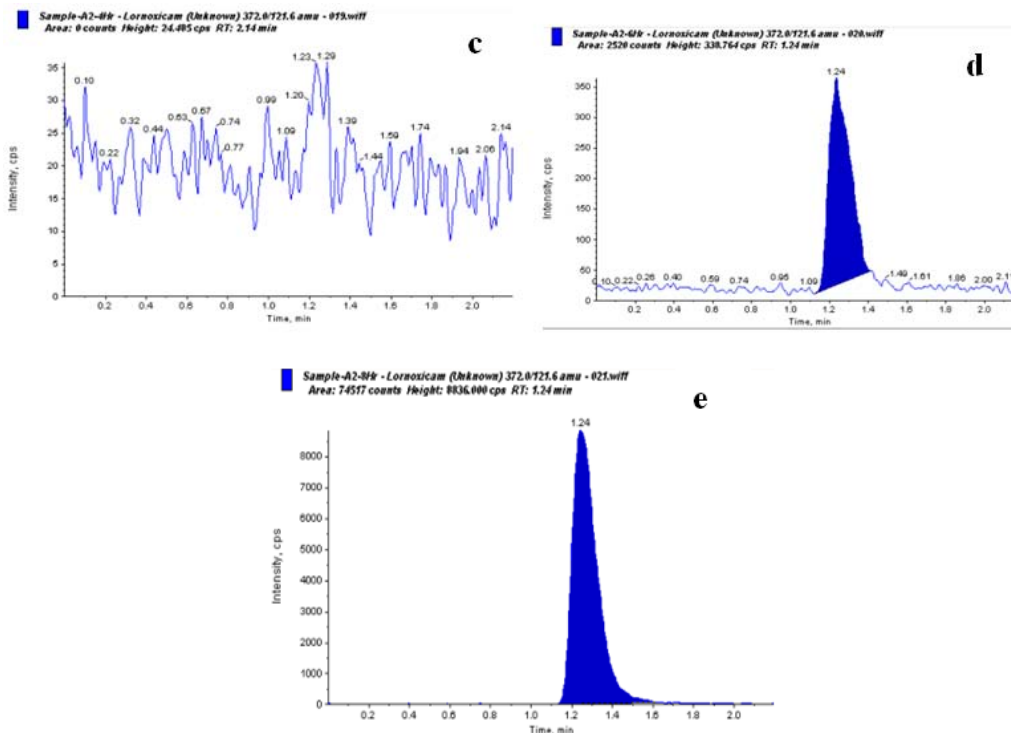 Sample-A2-4Hr - Lornoxicam (Unknown) 372.0/121.6 amu - 019.wiff
Area: 0 counts Height: 24.405 cps RT: 2.14 min
c
Intensity, cps
35
30
25
20
15
10
5
0
0.10
0.22
0.32
0.44
0.63
0.67
0.74
0.77
0.99
1.09
1.20
1.23
1.29
1.39
1.44
1.59
1.74
1.94
2.06
2.14
0.2 0.4 0.6 0.8 1.0 1.2 1.4 1.6 1.8 2.0
Time, min
Sample-A2-6Hr - Lornoxicam (Unknown) 372.0/121.6 amu - 020.wiff
Area: 2520 counts Height: 338.764 cps RT: 1.24 min
d
Intensity, cps
350
300
250
200
150
100
50
0
0.10 0.22 0.26 0.40 0.59 0.74 0.95 1.09
1.24
1.49 1.61 1.86 2.00
0.2 0.4 0.6 0.8 1.0 1.2 1.4 1.6 1.8 2.0
Time, min
Sample-A2-8Hr - Lornoxicam (Unknown) 372.0/121.6 amu - 021.wiff
Area: 74517 counts Height: 8836.000 cps RT: 1.24 min
e
1.24
Intensity, cps
8000
7000
6000
5000
4000
3000
2000
1000
0
0.2 0.4 0.6 0.8 1.0 1.2 1.4 1.6 1.8 2.0
Time, min